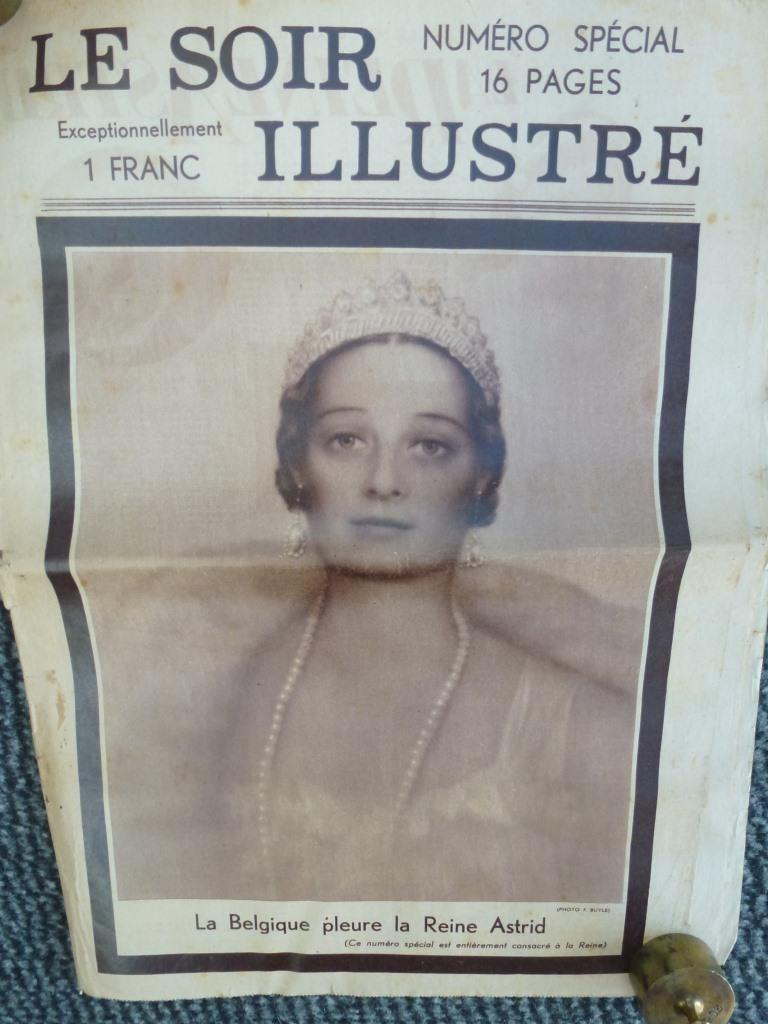 LE SOIR
NUMÉRO SPÉCIAL
16 PAGES
Exceptionnellement
1 FRANC
ILLUSTRÉ
(PHOTO F. BUYLE)
La Belgique pleure la Reine Astrid
(Ce numéro spécial est entièrement consacré à la Reine)